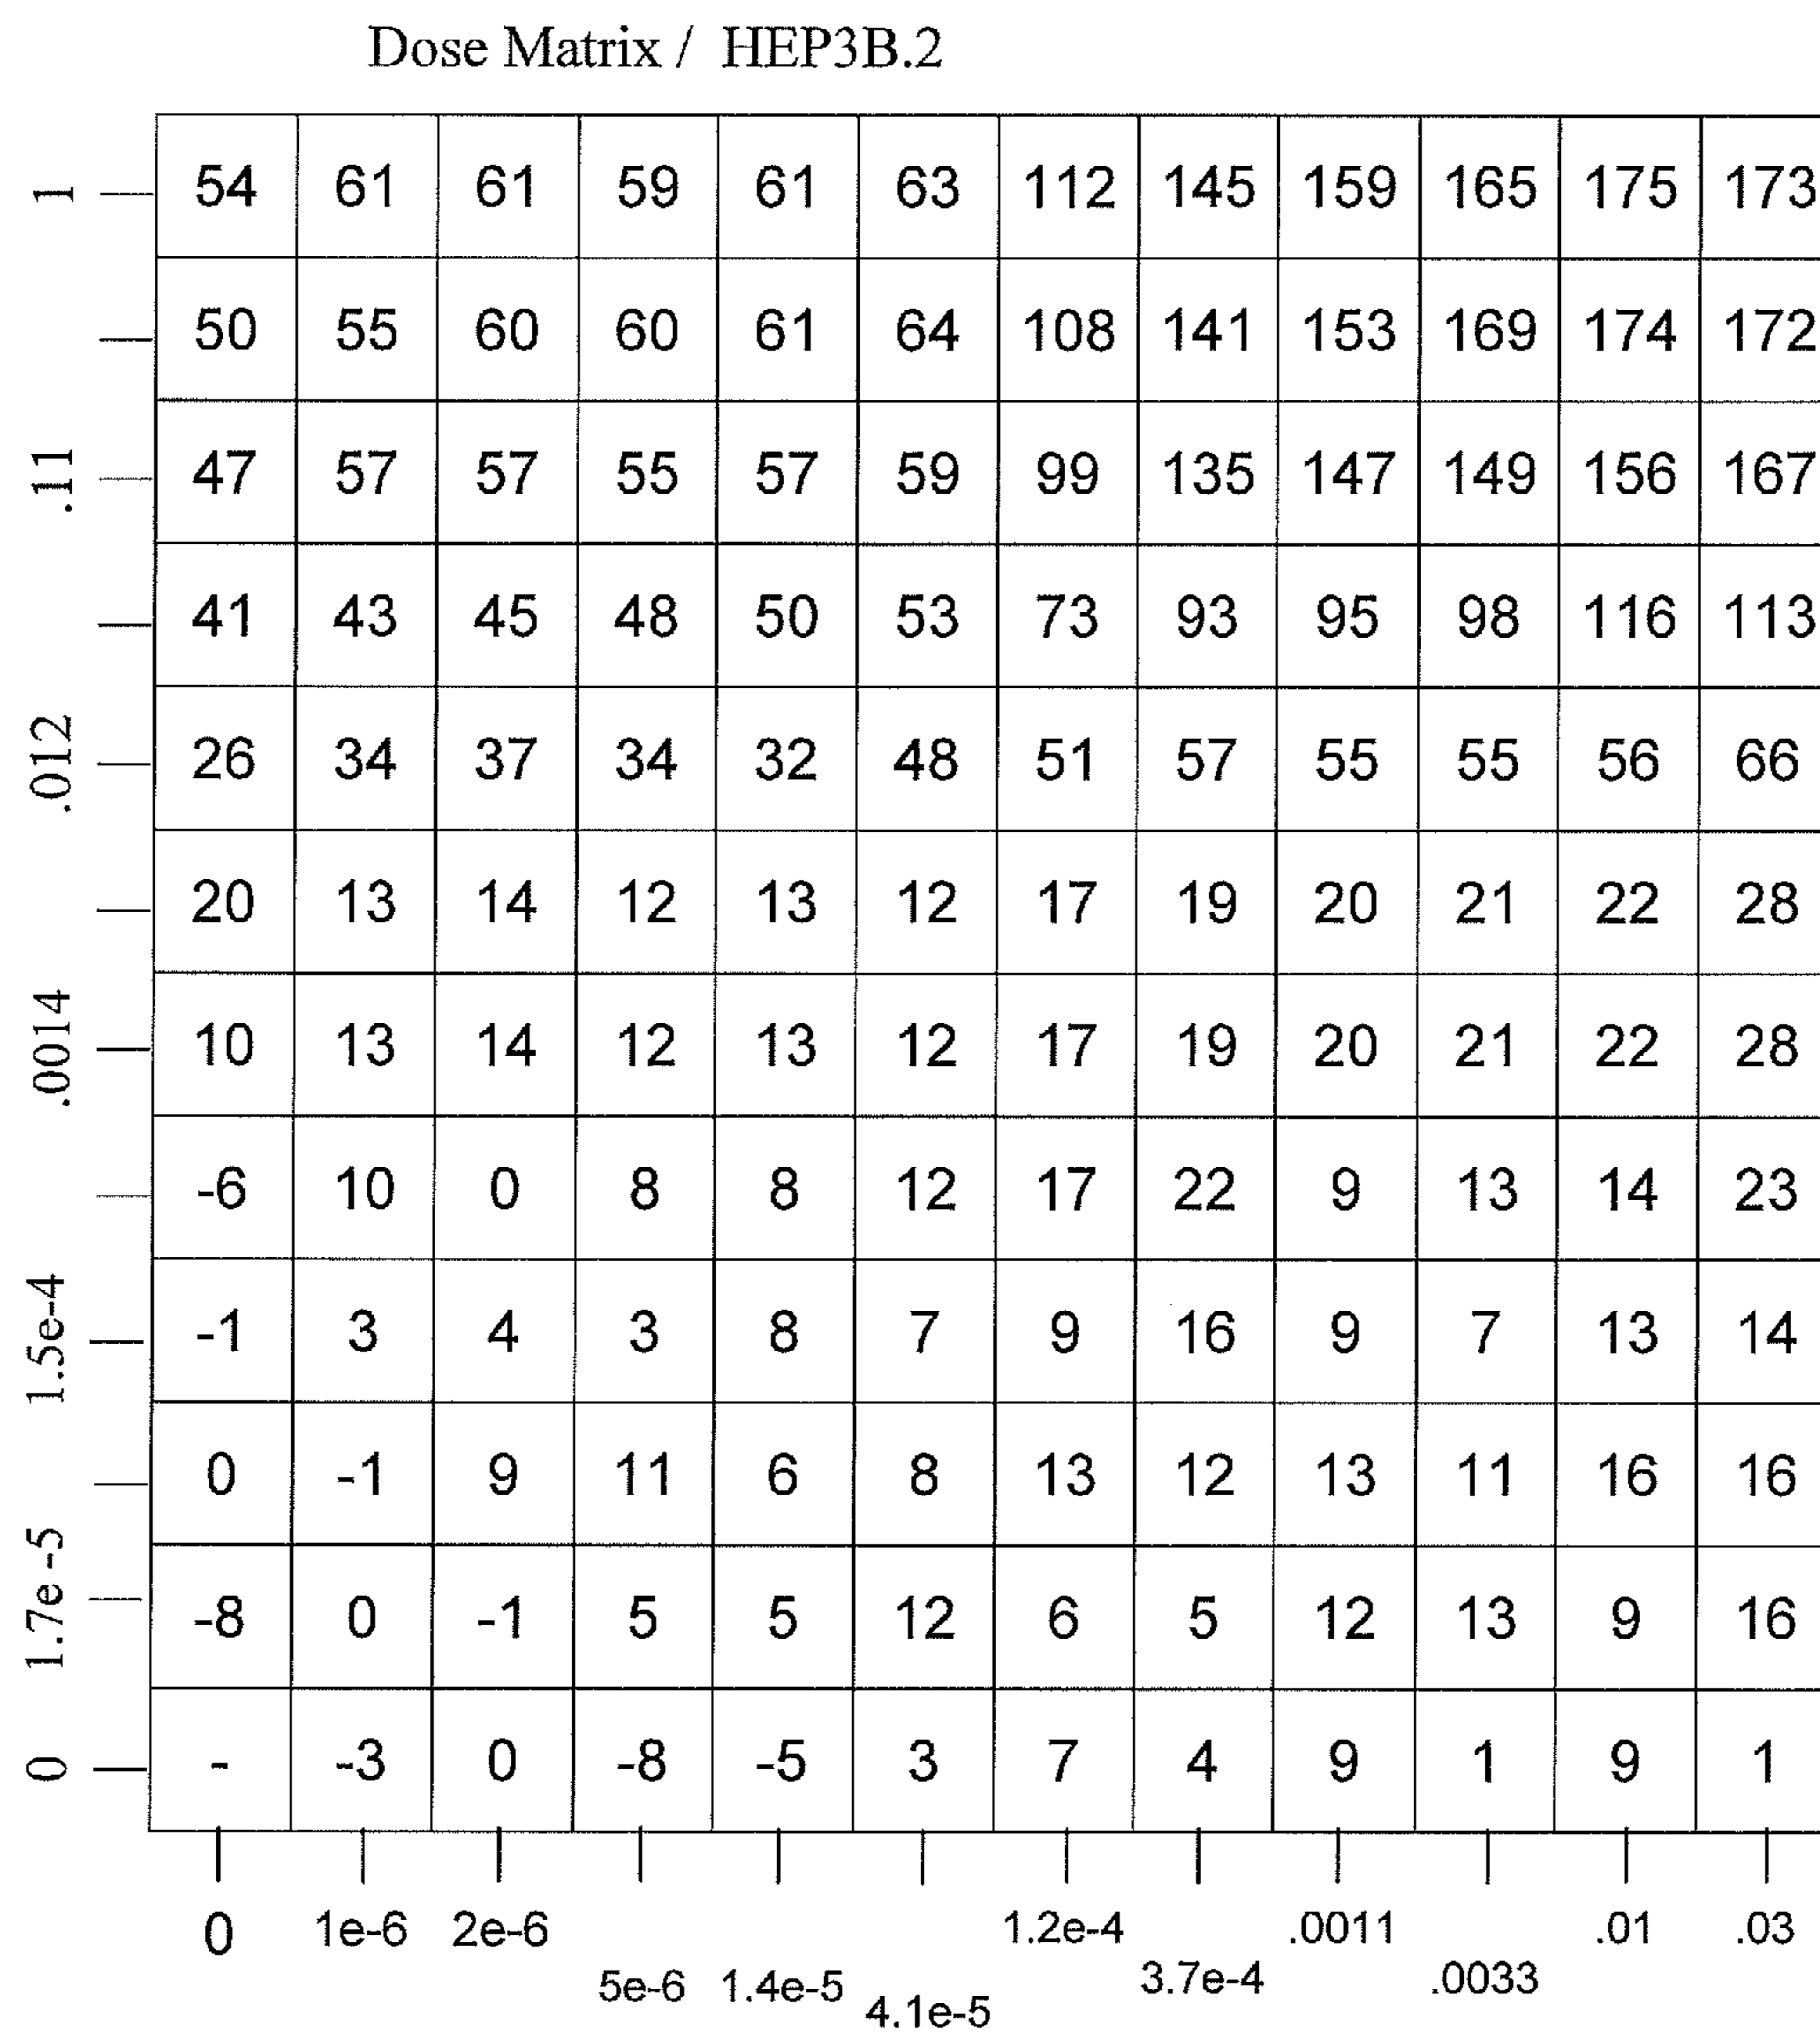 Dose Matrix / HEP3B.2
1 54 61 61 59 61 63 112 145 159 165 175 173
50 55 60 60 61 64 108 141 153 169 174 172
.11 47 57 57 55 57 59 99 135 147 149 156 167
41 43 45 48 50 53 73 93 95 98 116 113
.012 26 34 37 34 32 48 51 57 55 55 56 66
20 13 14 12 13 12 17 19 20 21 22 28
.0014 10 13 14 12 13 12 17 19 20 21 22 28
-6 10 0 8 8 12 17 22 9 13 14 23
1.5e-4 -1 3 4 3 8 7 9 16 9 7 13 14
0 -1 9 11 6 8 13 12 13 11 16 16
1.7e -5 -8 0 -1 5 5 12 6 5 12 13 9 16
0 - -3 0 -8 -5 3 7 4 9 1 9 1
0 1e-6 2e-6 1.2e-4 .0011 .01 .03
5e-6 1.4e-5 3.7e-4 .0033
4.1e-5